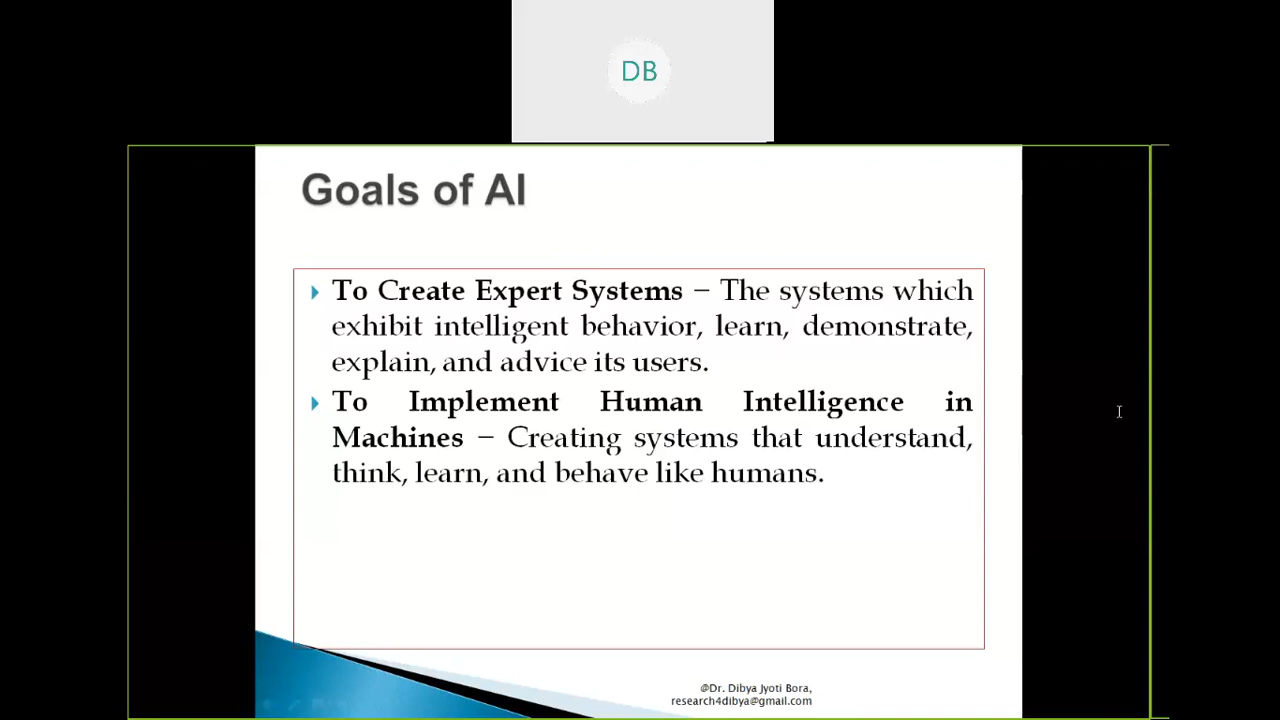 DB
Goals of AI
To Create Expert Systems − The systems which
exhibit intelligent behavior, learn, demonstrate,
explain, and advice its users.
To Implement Human Intelligence in
Machines − Creating systems that understand,
think, learn, and behave like humans.
@Dr. Dibya Jyoti Bora,
research4dibya@gmail.com